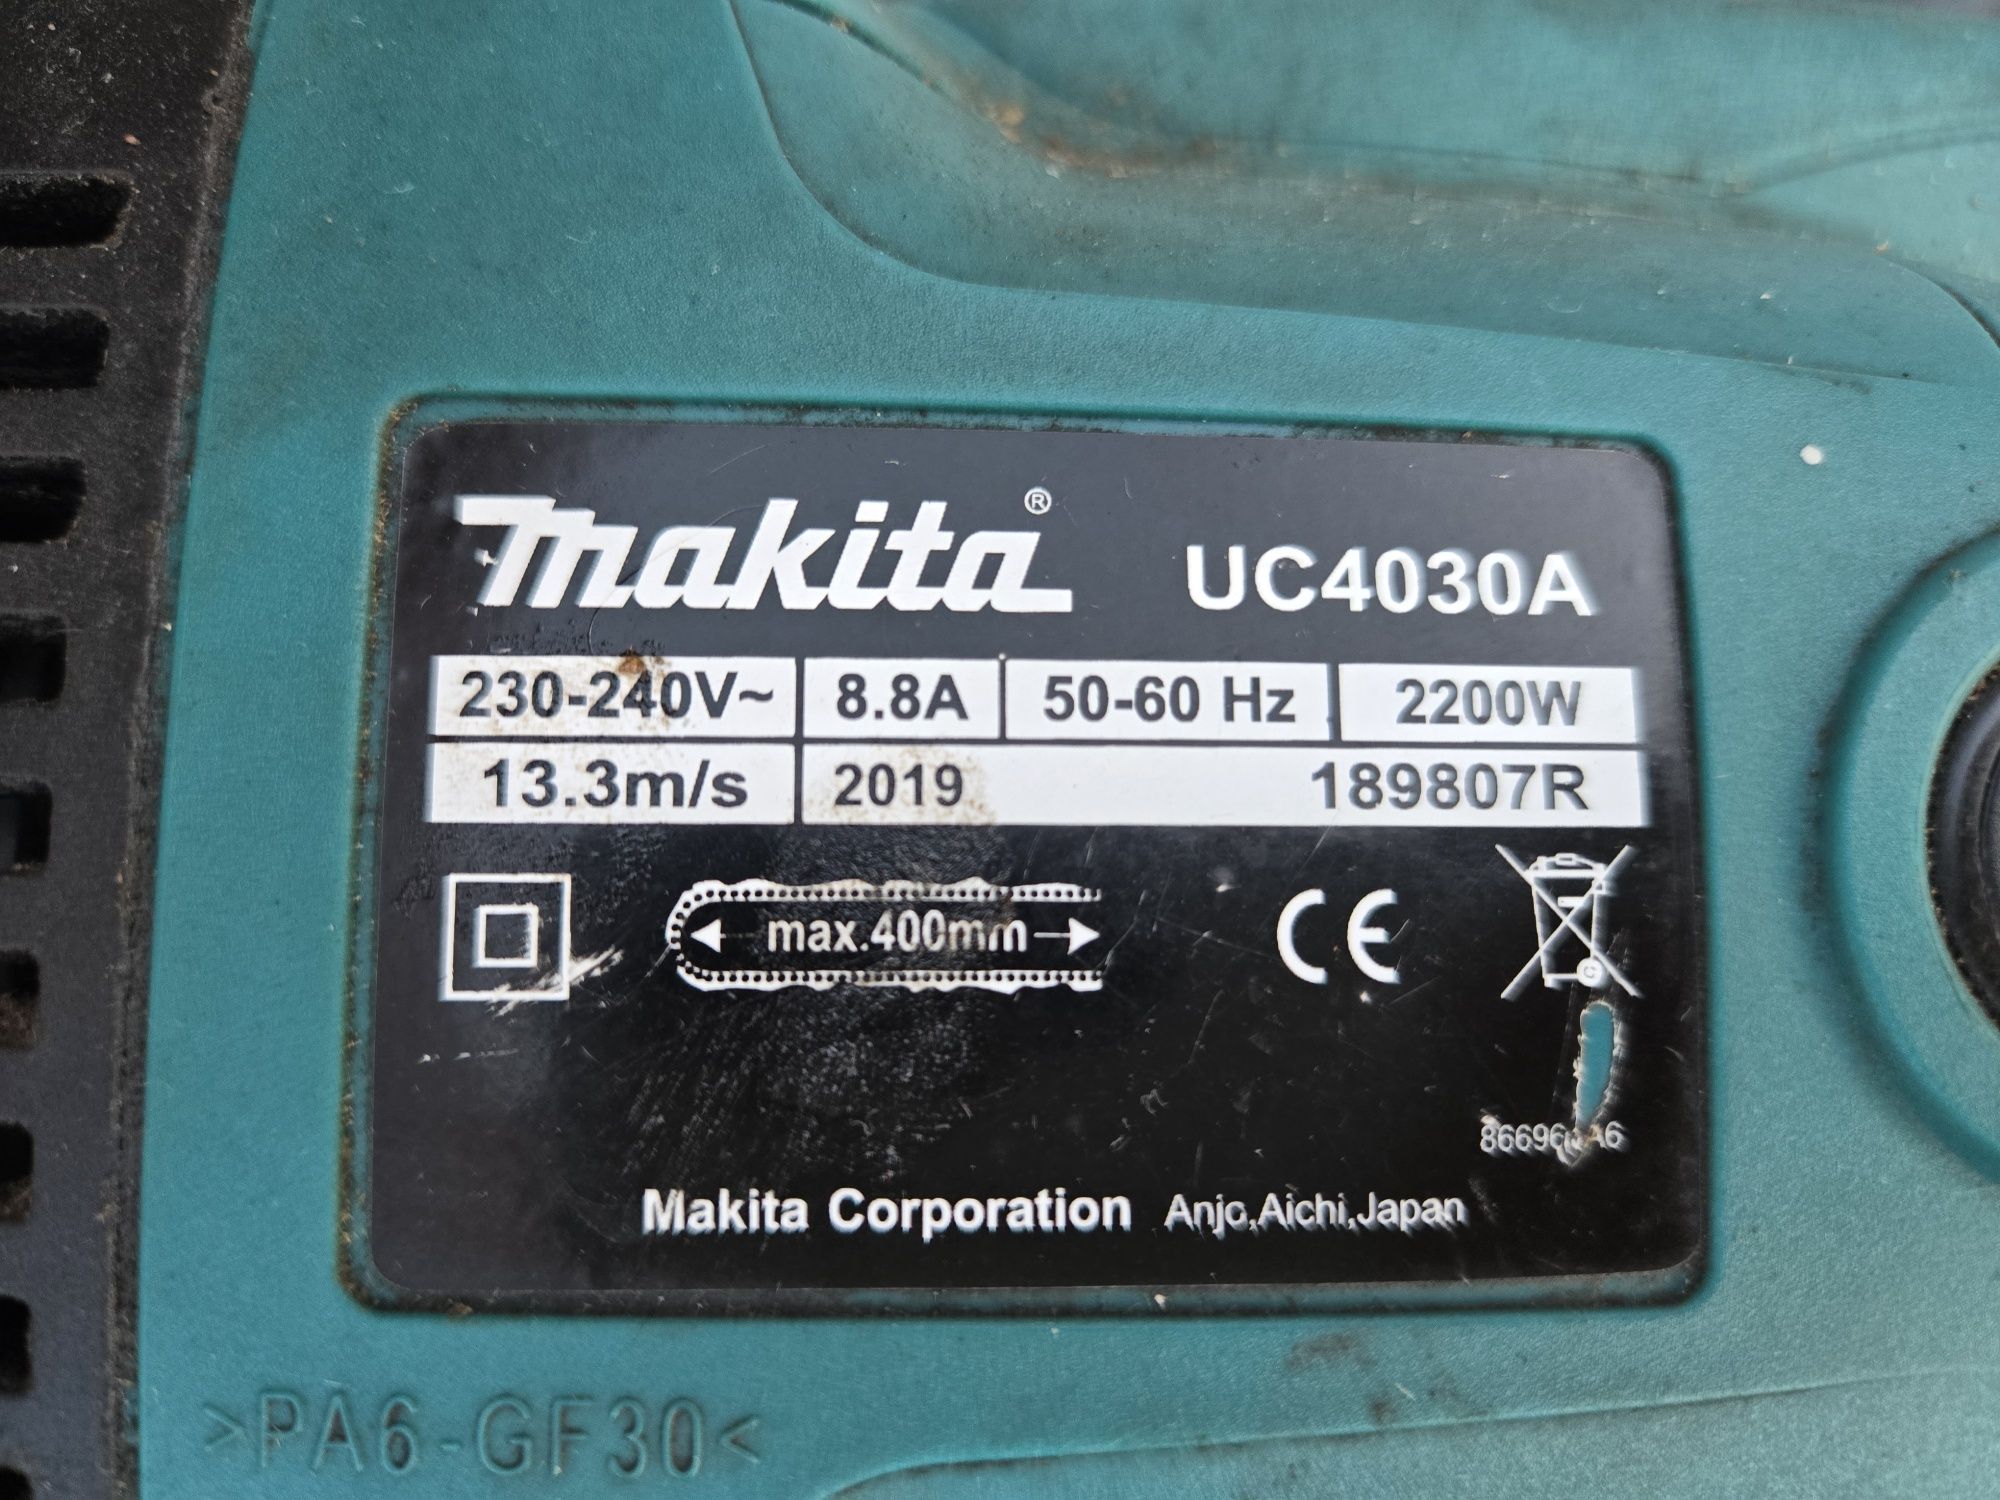 makita® UC4030A
230-240V~ 8.8A 50-60 Hz 2200W
13.3m/s 2019 189807R
max.400mm
CE
Makita Corporation Anjo,Aichi,Japan
>PA6-GF30<